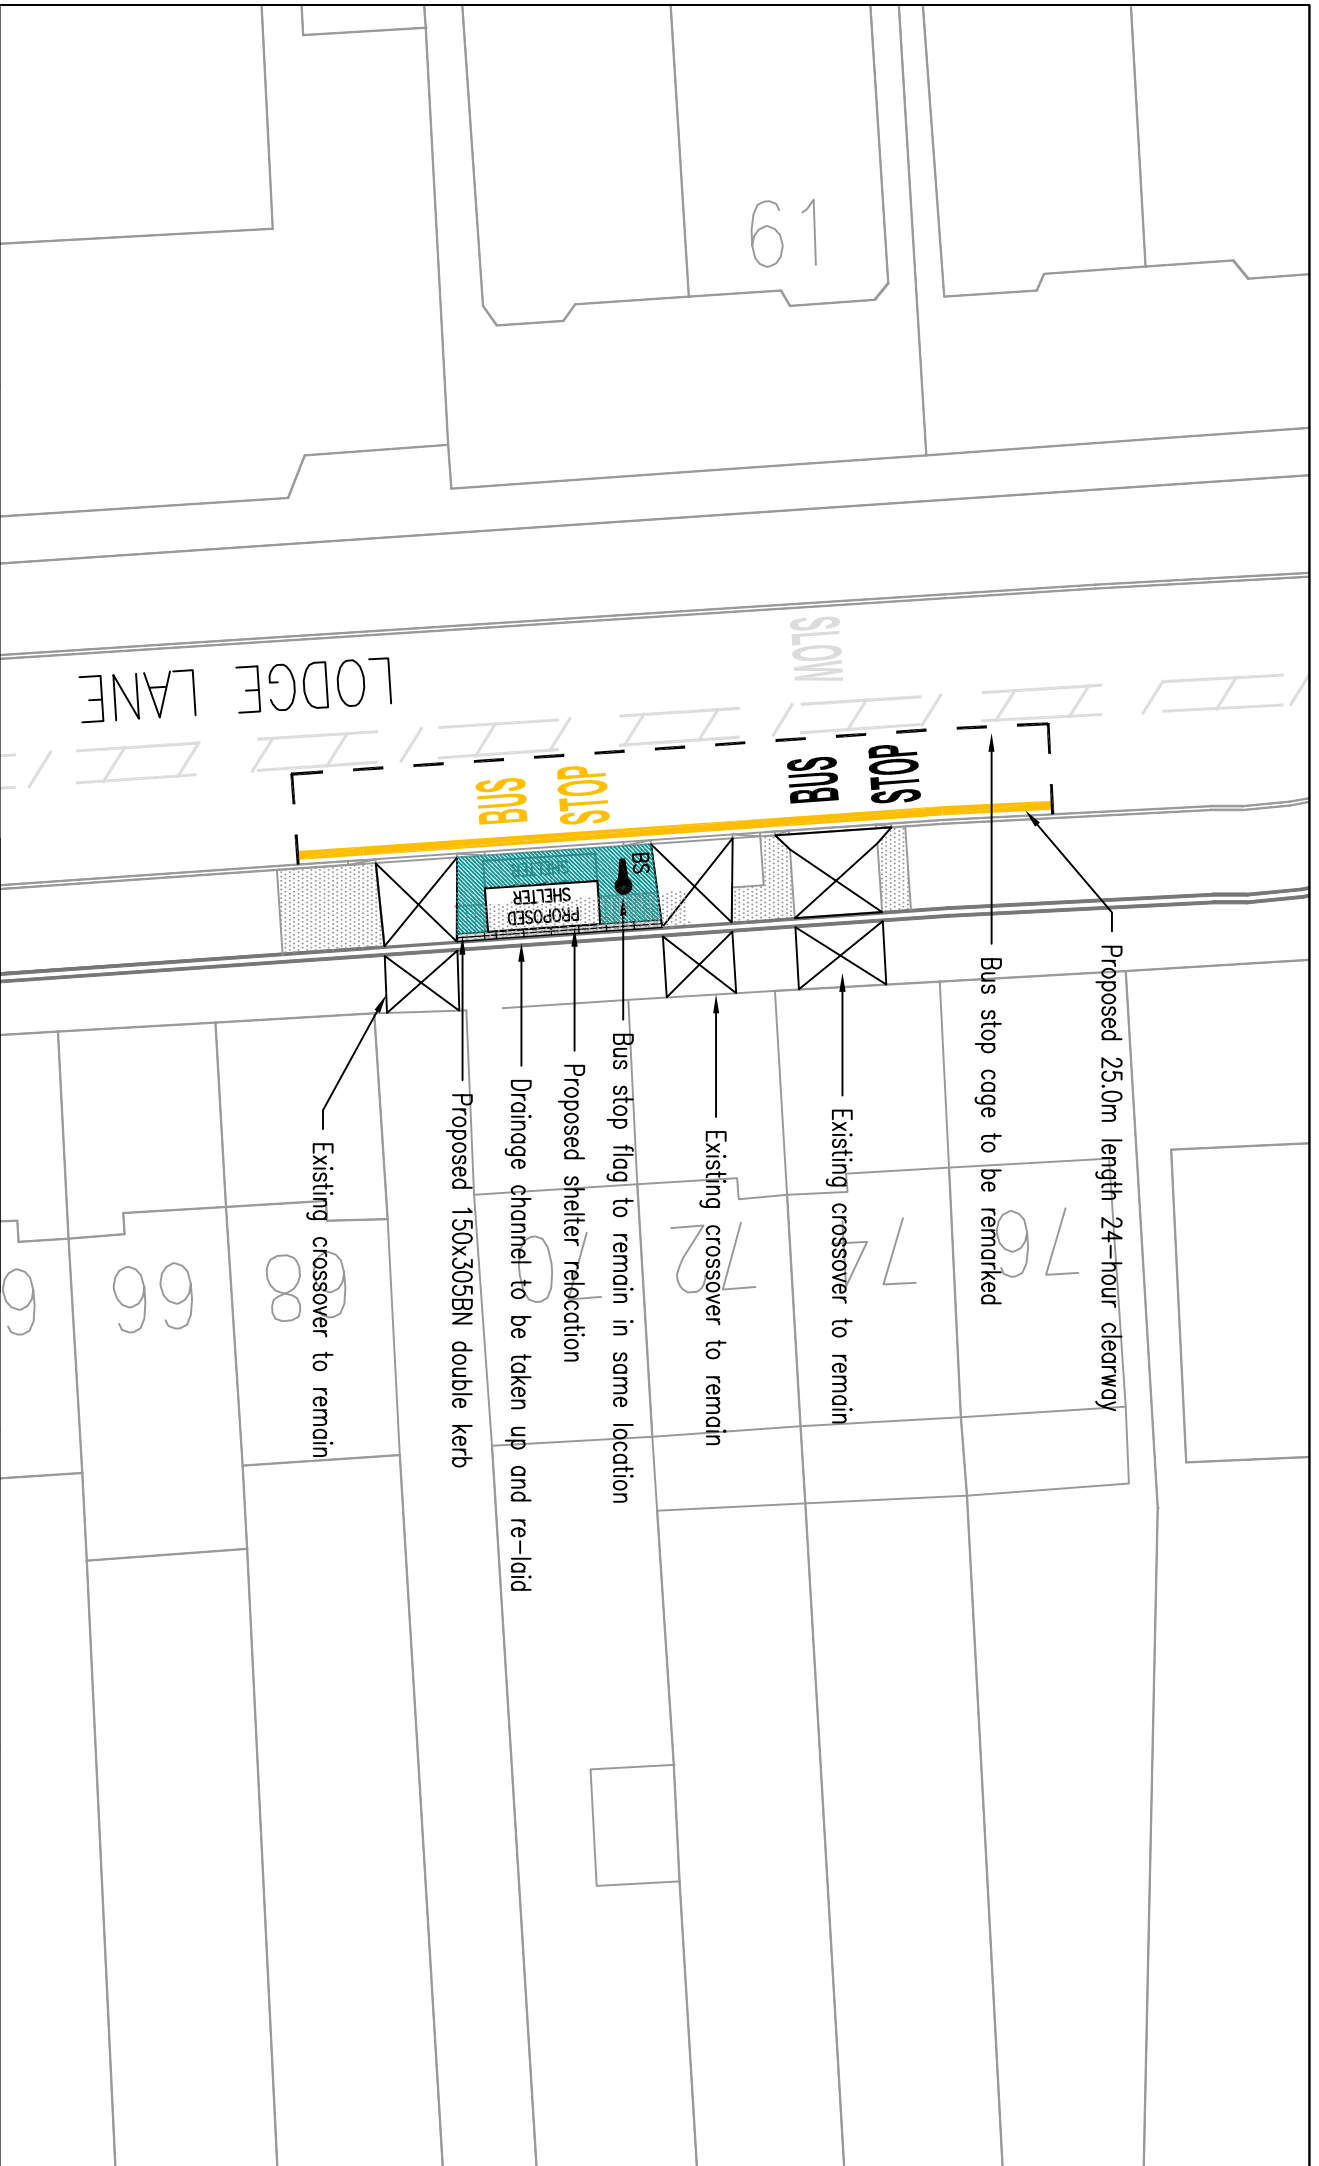 61
LODGE LANE
SLOW
BUS
STOP
BUS
STOP
BS
SHELTER
PROPOSED
SHELTER
Proposed 25.0m length 24-hour clearway
Bus stop cage to be remarked
Existing crossover to remain
Existing crossover to remain
Bus stop flag to remain in same location
Proposed shelter relocation
Drainage channel to be taken up and re-laid
Proposed 150x305BN double kerb
Existing crossover to remain
76
74
72
70
68
66
6